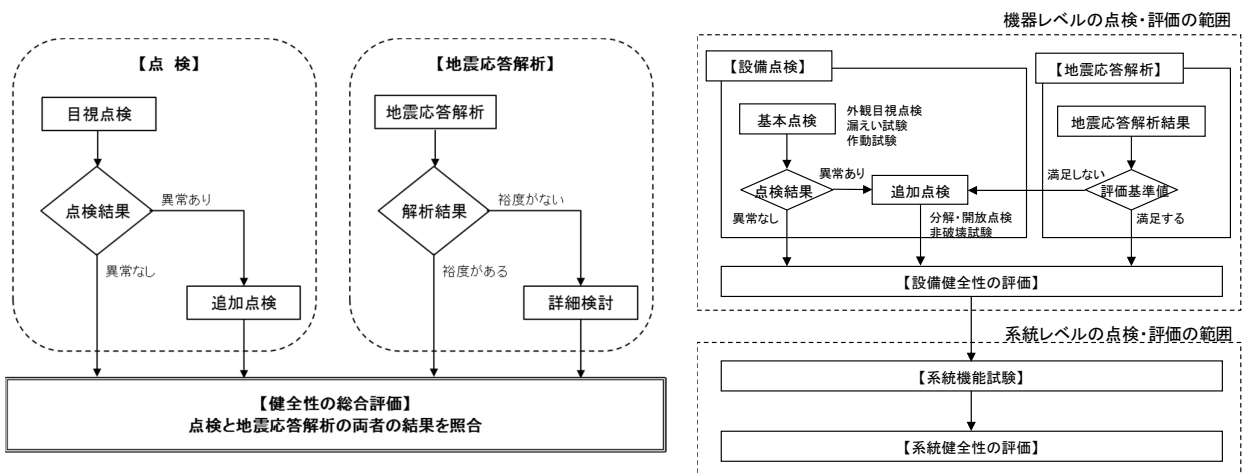 【点 検】
目視点検
点検結果
異常あり
異常なし
追加点検
【地震応答解析】
地震応答解析
解析結果
裕度がない
裕度がある
詳細検討
【健全性の総合評価】
点検と地震応答解析の両者の結果を照合
機器レベルの点検・評価の範囲
【設備点検】
基本点検
外観目視点検
漏えい試験
作動試験
点検結果
異常あり
異常なし
追加点検
分解・開放点検
非破壊試験
【地震応答解析】
地震応答解析結果
評価基準値
満足しない
満足する
【設備健全性の評価】
系統レベルの点検・評価の範囲
【系統機能試験】
【系統健全性の評価】